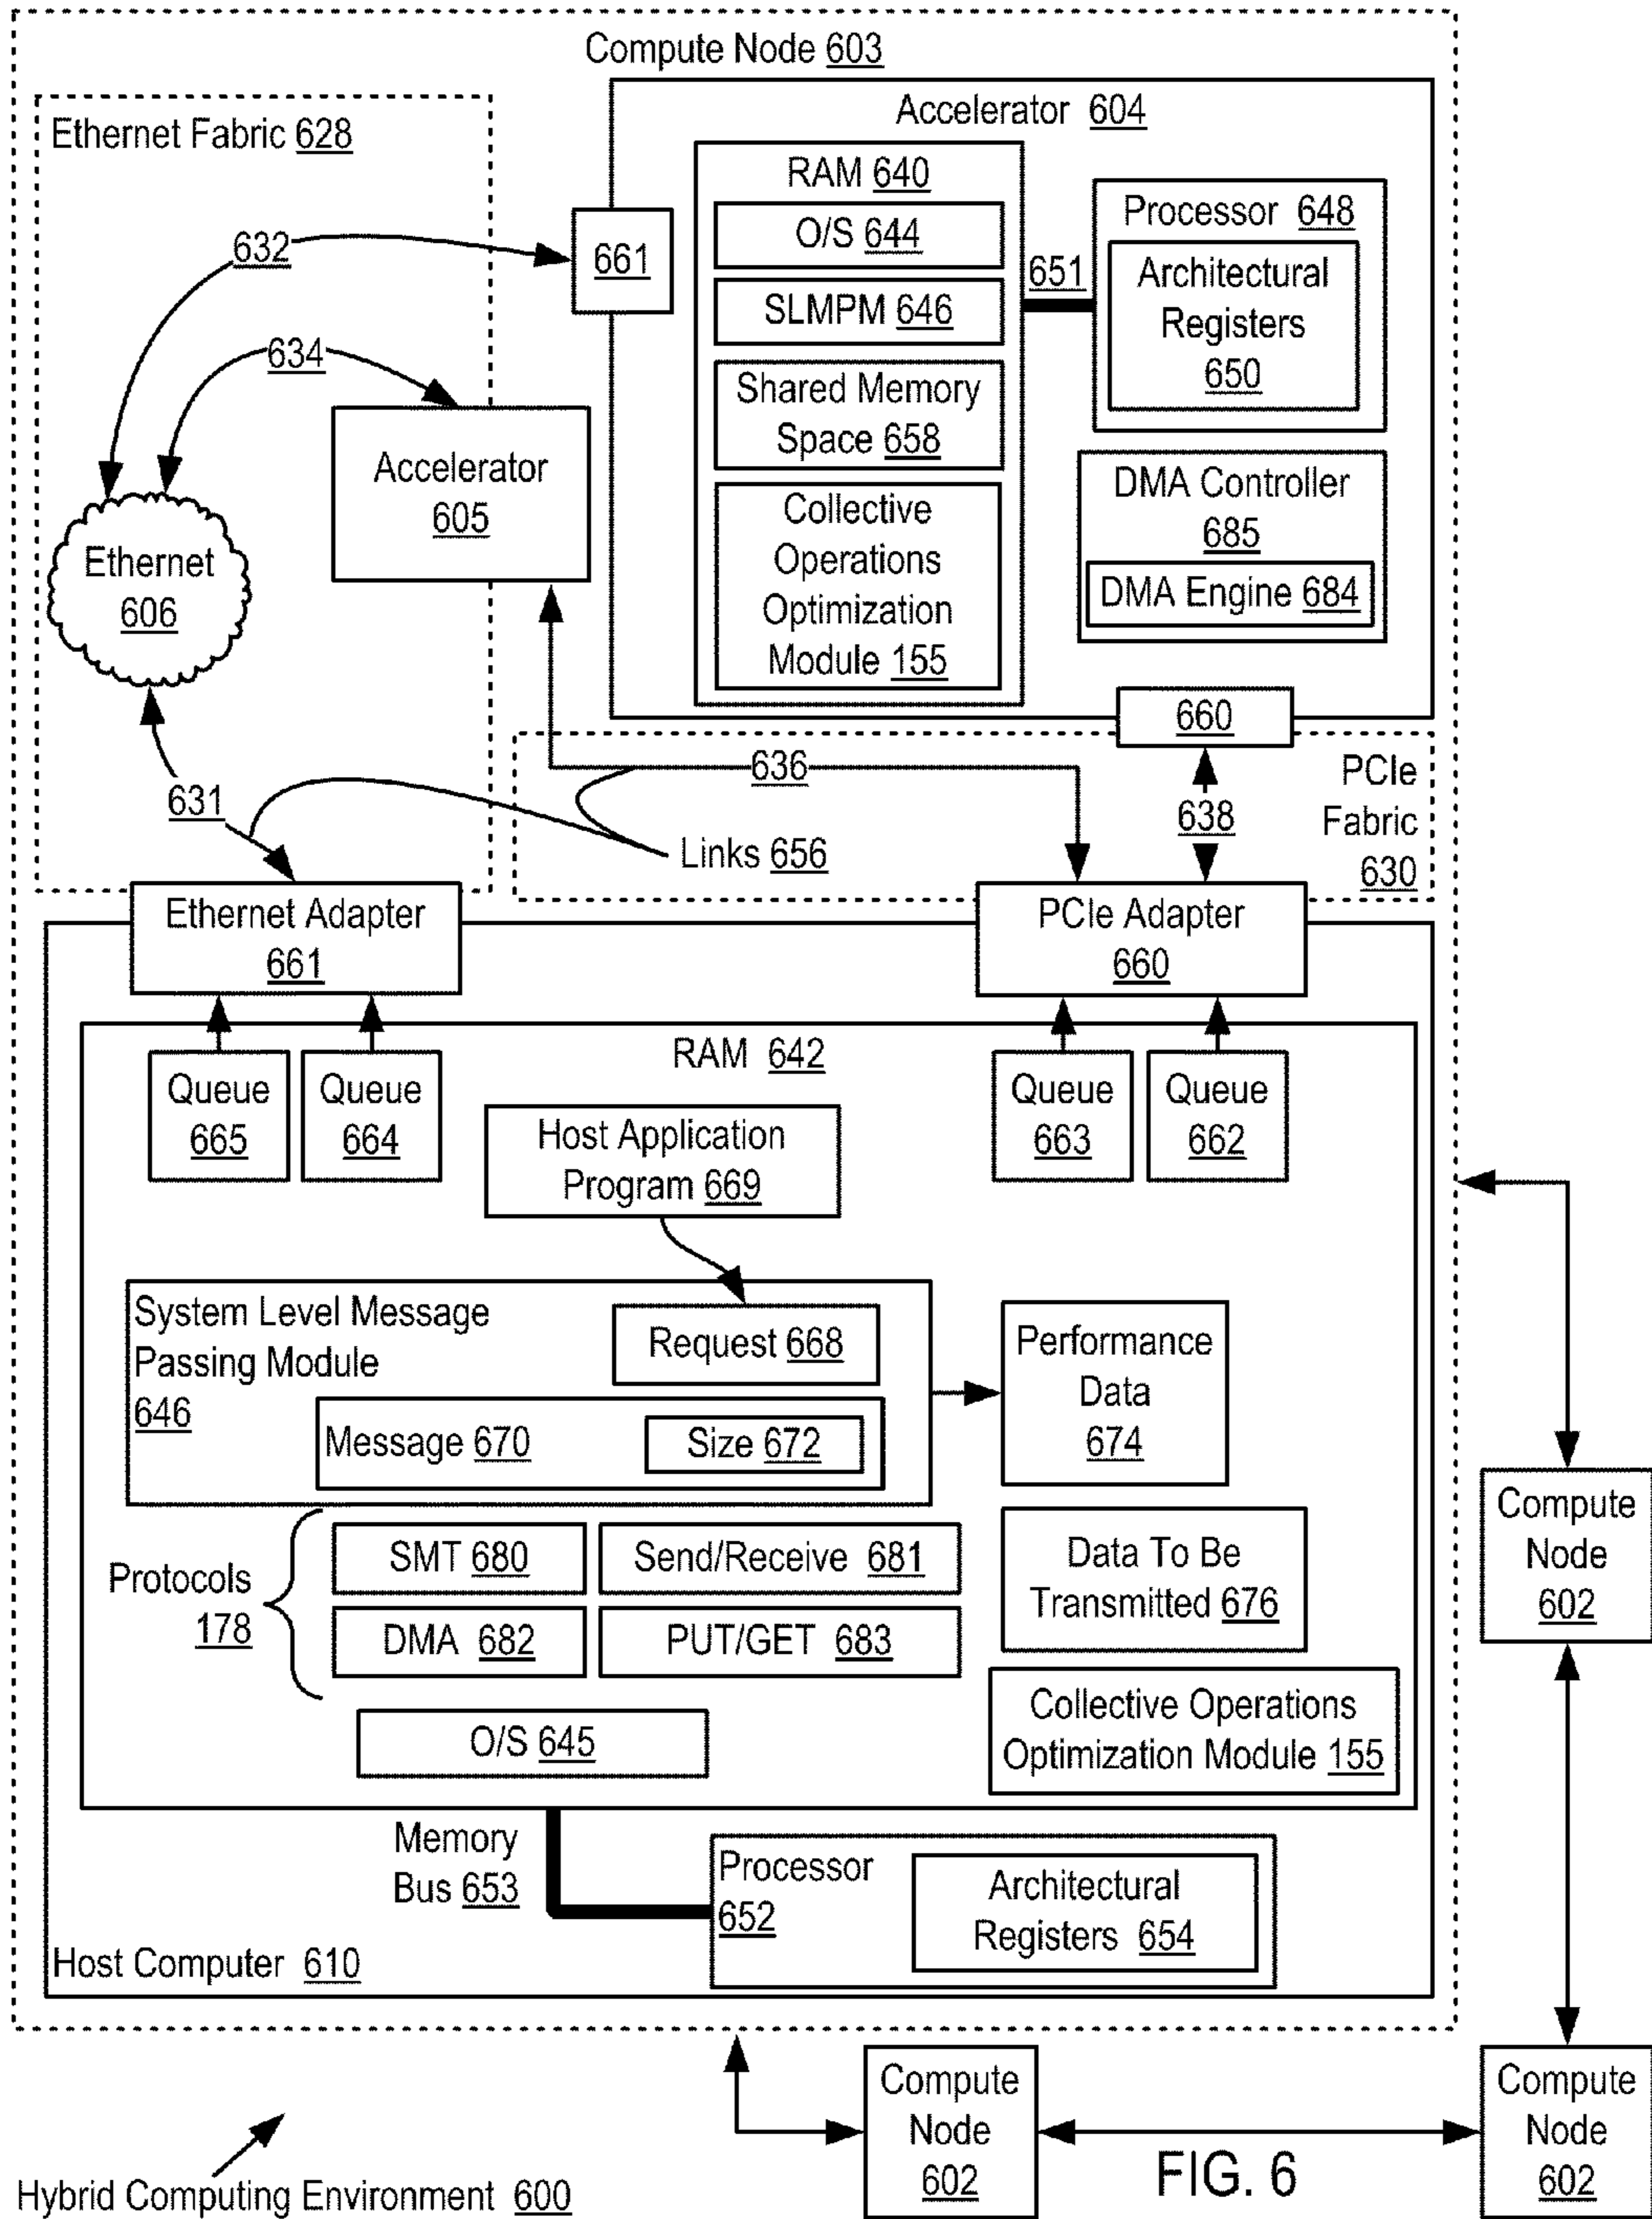 Compute Node 603
Ethernet Fabric 628
Accelerator 604
RAM 640
O/S 644
SLMPM 646
Shared Memory
Space 658
Collective
Operations
Optimization
Module 155
651
Processor 648
Architectural
Registers
650
DMA Controller
685
DMA Engine 684
661
632
634
Accelerator
605
Ethernet
606
660
631
636
638
Links 656
PCIe
Fabric
630
Ethernet Adapter
661
PCIe Adapter
660
RAM 642
Queue
665
Queue
664
Queue
663
Queue
662
Host Application
Program 669
System Level Message
Passing Module
646
Request 668
Message 670
Size 672
Performance
Data
674
Protocols
178
SMT 680
Send/Receive 681
DMA 682
PUT/GET 683
Data To Be
Transmitted 676
O/S 645
Collective Operations
Optimization Module 155
Memory
Bus 653
Processor
652
Architectural
Registers 654
Host Computer 610
Compute
Node
602
Compute
Node
602
Compute
Node
602
Hybrid Computing Environment 600
FIG. 6